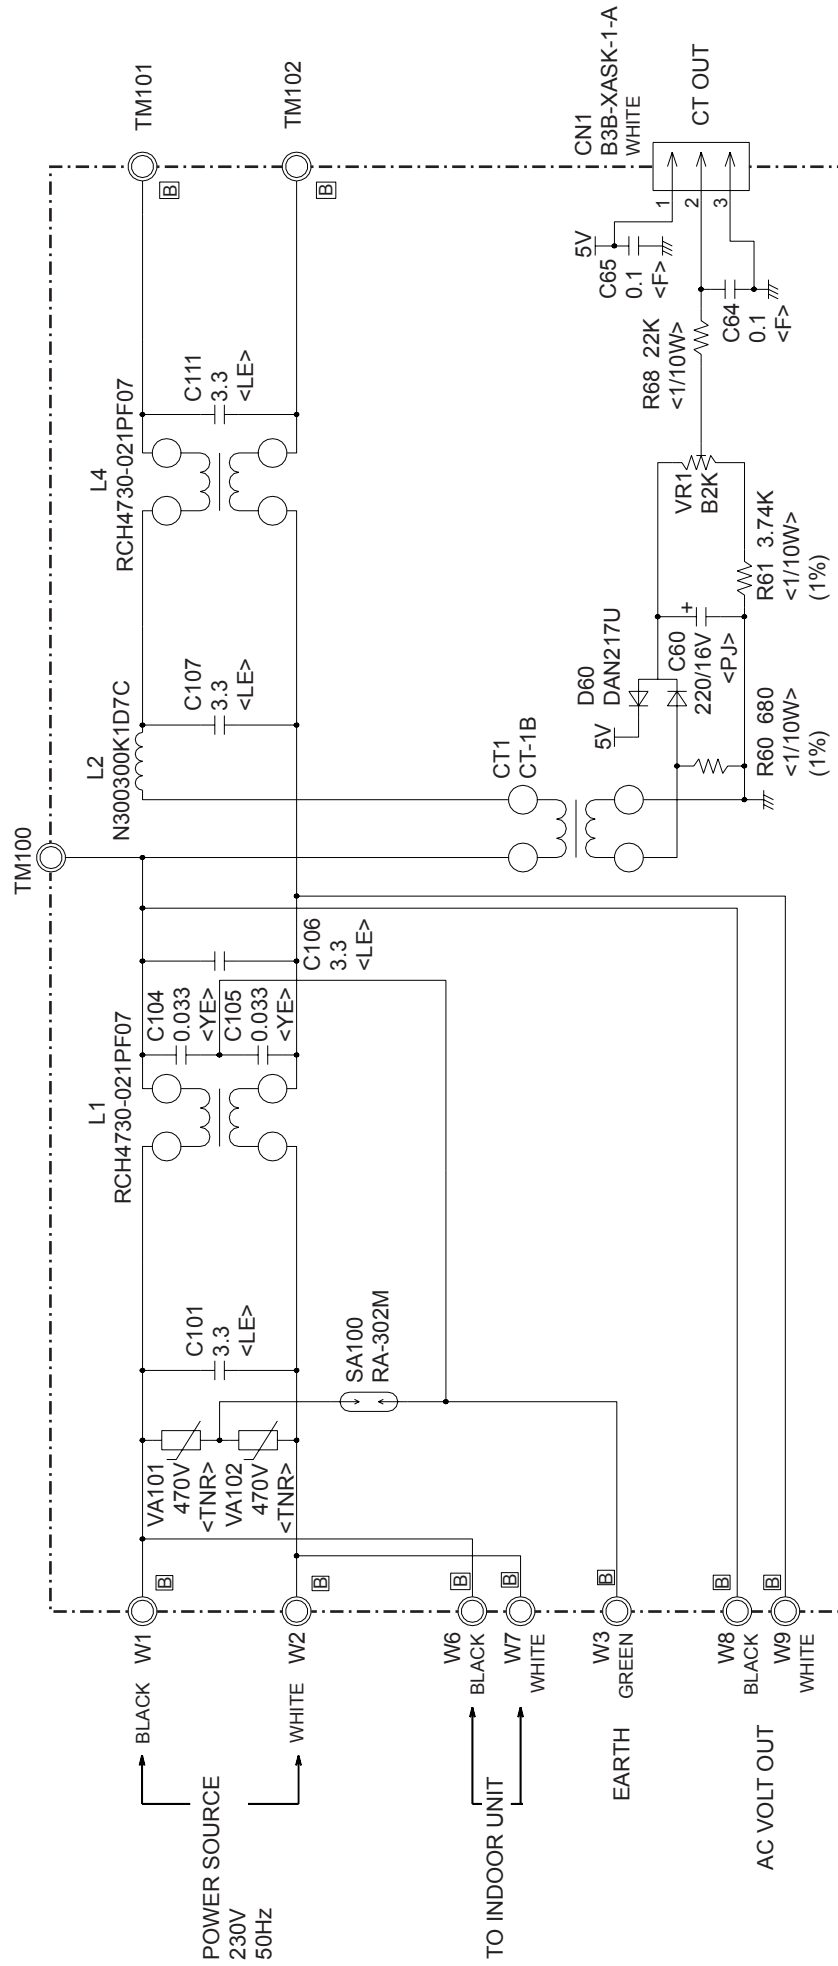 TM101
TM102
B
B
CN1
B3B-XASK-1-A
WHITE
CT OUT
1
2
3
5V
C65
0.1
<F>
C64
0.1
<F>
R68 22K
<1/10W>
L4
RCH4730-021PF07
C111
3.3
<LE>
VR1
B2K
R61 3.74K
<1/10W>
(1%)
C107
3.3
<LE>
D60
DAN217U
5V
+
C60
220/16V
<PJ>
R60 680
<1/10W>
(1%)
L2
N300300K1D7C
CT1
CT-1B
TM100
C106
3.3
<LE>
C104
0.033
<YE>
C105
0.033
<YE>
L1
RCH4730-021PF07
C101
3.3
<LE>
SA100
RA-302M
VA101
470V
<TNR>
VA102
470V
<TNR>
B
B
B
B
B
B
B
BLACK W1
WHITE W2
W6
BLACK
W7
WHITE
W3
GREEN
W8
BLACK
W9
WHITE
POWER SOURCE
230V
50Hz
TO INDOOR UNIT
EARTH
AC VOLT OUT